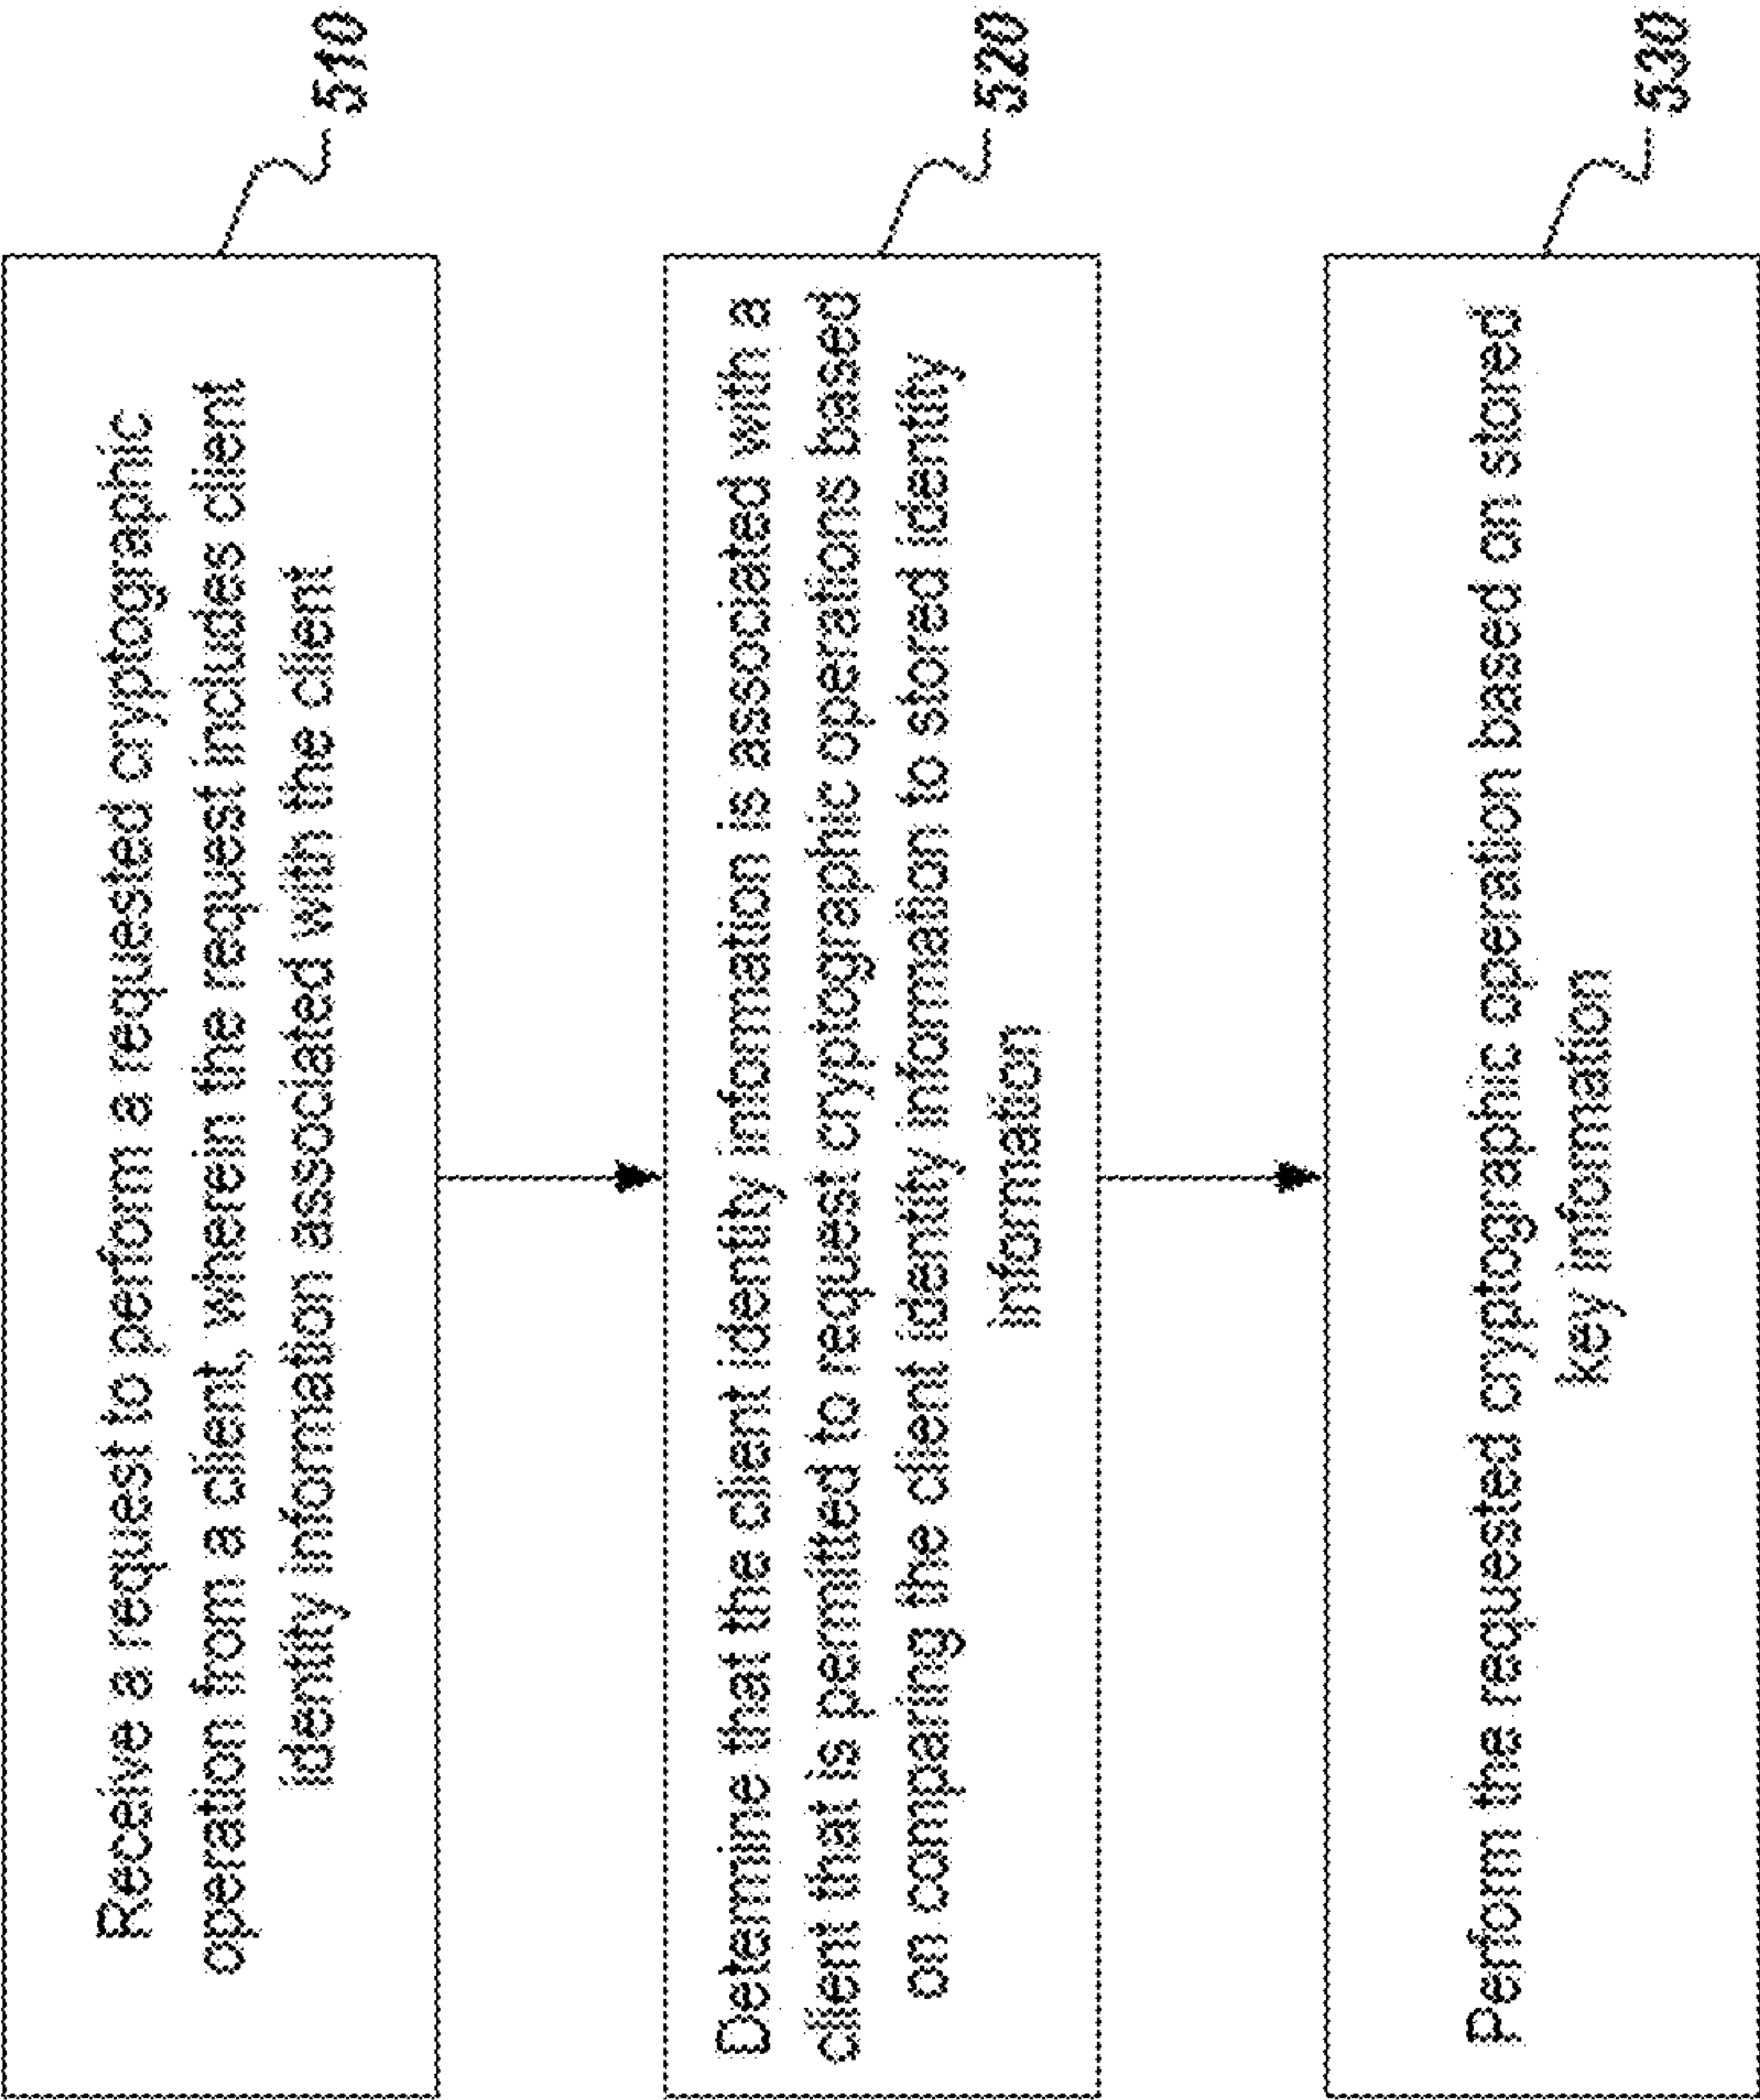 Receive a request to perform a requested cryptographic
operation from a client, wherein the request includes client
identity information associated with the client
510
Determine that the client identity information is associated with a
client that is permitted to request cryptographic operations based
on comparing the client identity information to stored identity
information
520
Perform the requested cryptographic operation based on stored
key information
530